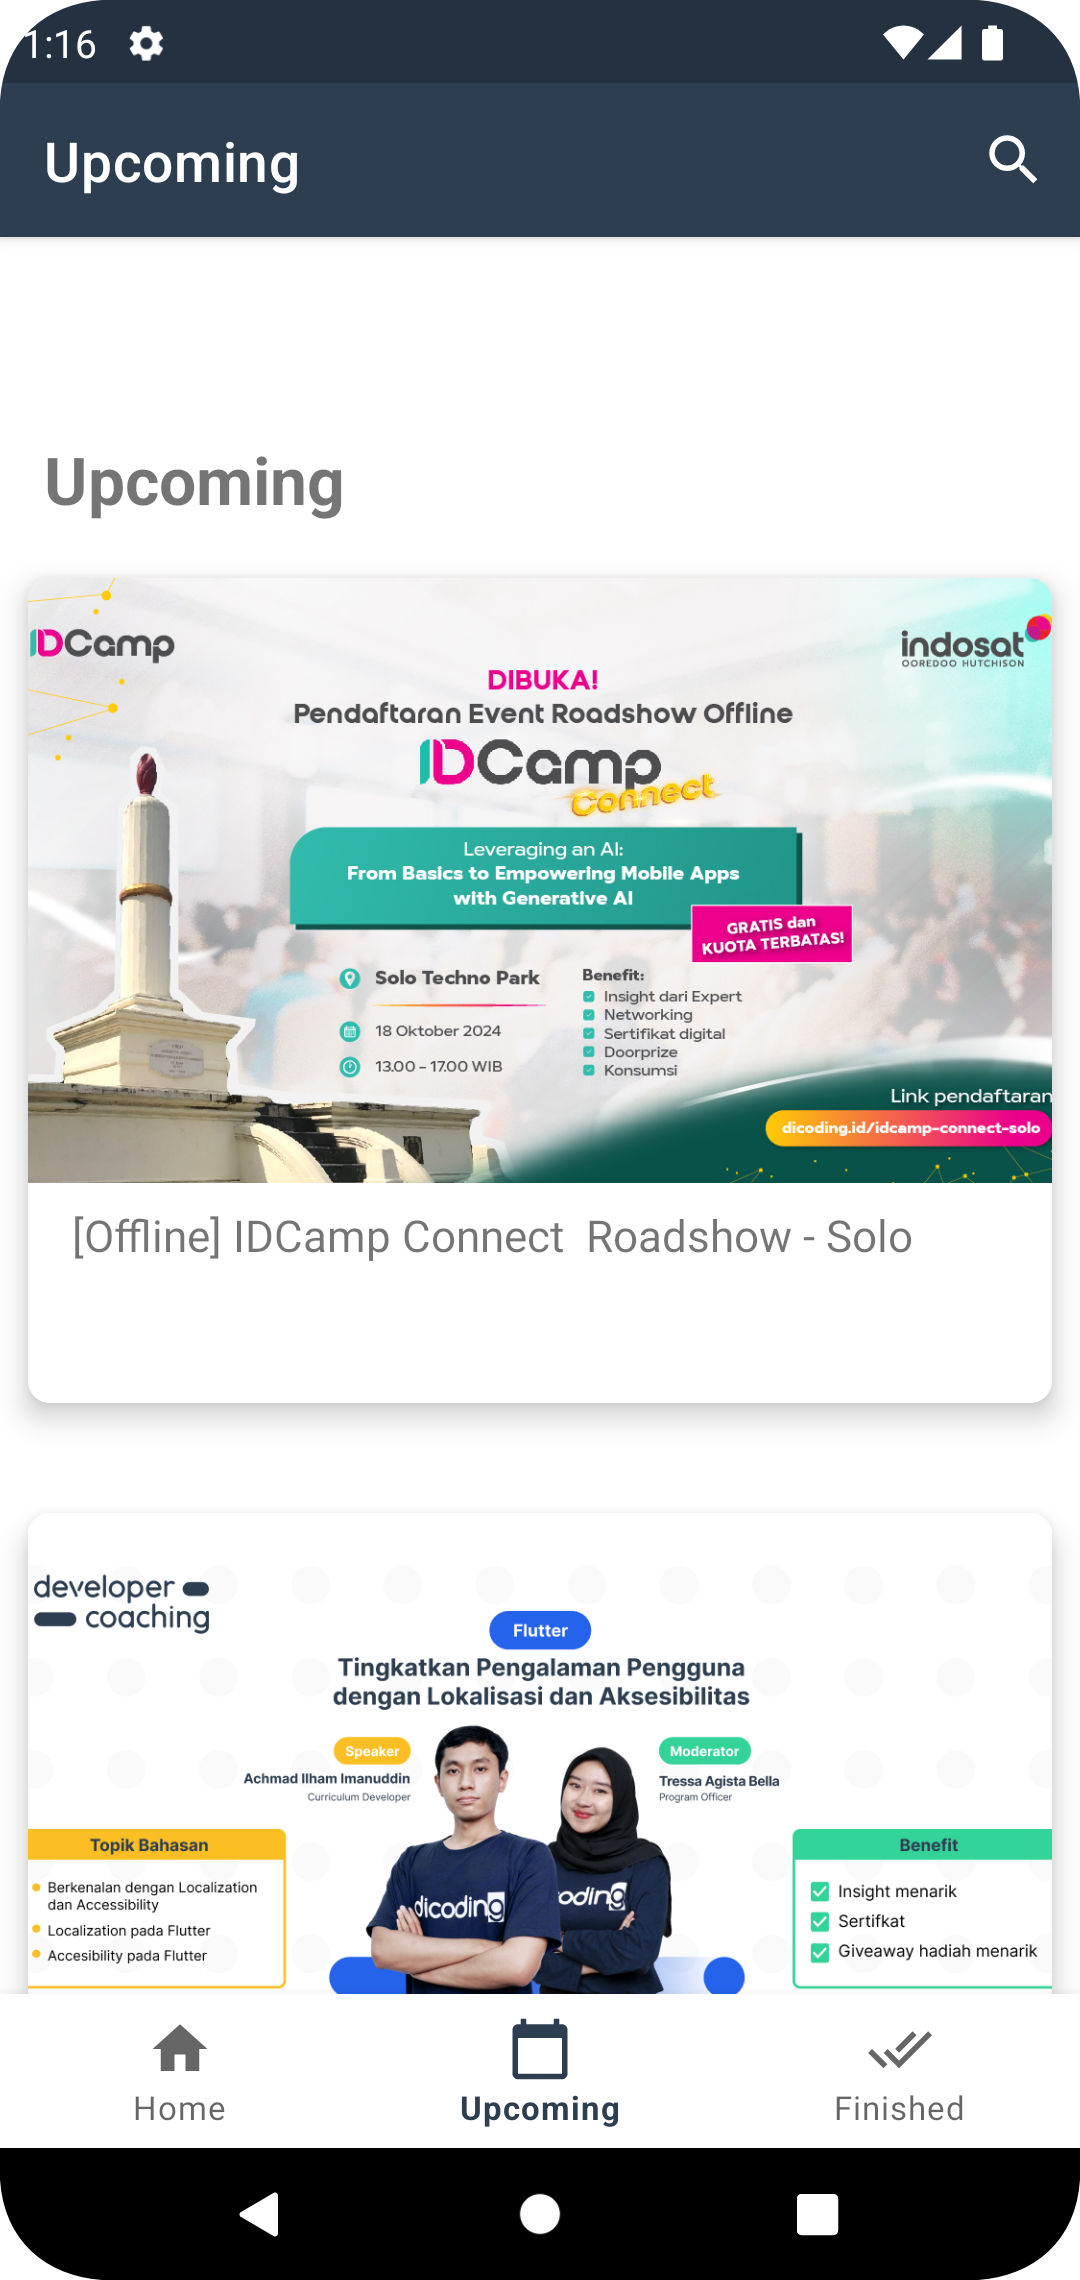 1:16
Upcoming
Upcoming
IDCamp
indosat
OOREDOO HUTCHISON
DIBUKA!
Pendaftaran Event Roadshow Offline
IDCamp
Connect
Leveraging an AI:
From Basics to Empowering Mobile Apps
with Generative AI
GRATIS dan
KUOTA TERBATAS!
Solo Techno Park
18 Oktober 2024
13.00 – 17.00 WIB
Benefit:
Insight dari Expert
Networking
Sertifikat digital
Doorprize
Konsumsi
Link pendaftaran
dicoding.id/idcamp-connect-solo
[Offline] IDCamp Connect  Roadshow - Solo
developer
coaching
Flutter
Tingkatkan Pengalaman Pengguna
dengan Lokalisasi dan Aksesibilitas
Speaker
Achmad Ilham Imanuddin
Curriculum Developer
Moderator
Tressa Agista Bella
Program Officer
Topik Bahasan
Berkenalan dengan Localization
dan Accessibility
Localization pada Flutter
Accesibility pada Flutter
dicoding
oding
Benefit
Insight menarik
Sertifkat
Giveaway hadiah menarik
Home
Upcoming
Finished